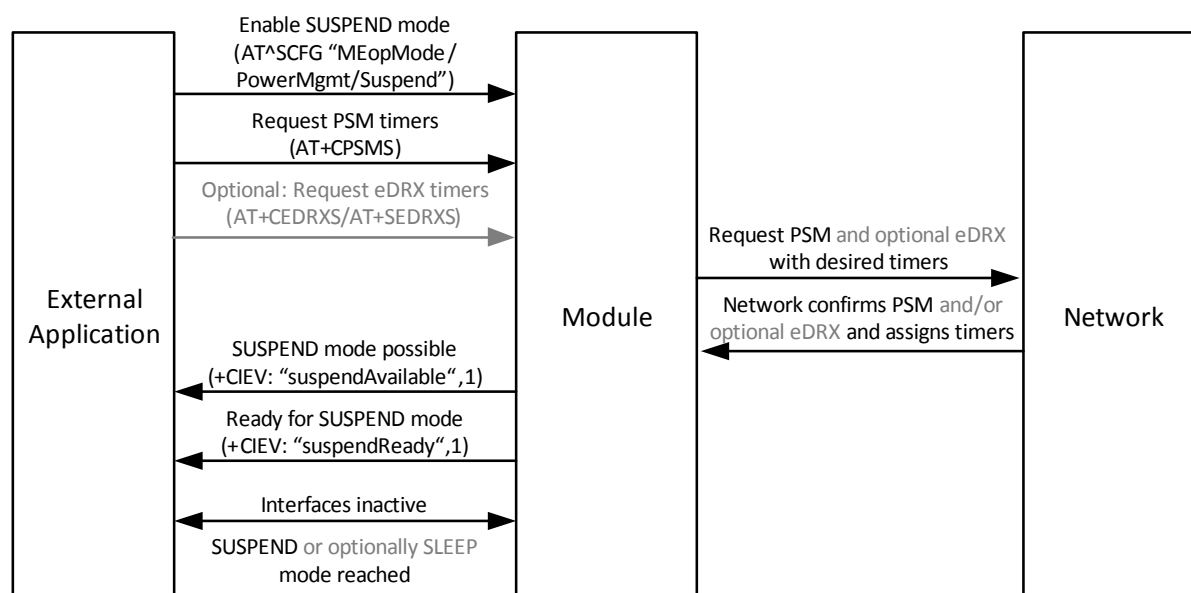 Enable SUSPEND mode
(AT^SCFG “MEopMode/
PowerMgmt/Suspend”)
Request PSM timers
(AT+CPSMS)
Optional: Request eDRX timers
(AT+CEDRXS/AT+SEDRXS)
Request PSM and optional eDRX
with desired timers
Network confirms PSM and/or
optional eDRX and assigns timers
External
Application
Module
Network
SUSPEND mode possible
(+CIEV: “suspendAvailable“,1)
Ready for SUSPEND mode
(+CIEV: “suspendReady“,1)
Interfaces inactive
SUSPEND or optionally SLEEP
mode reached